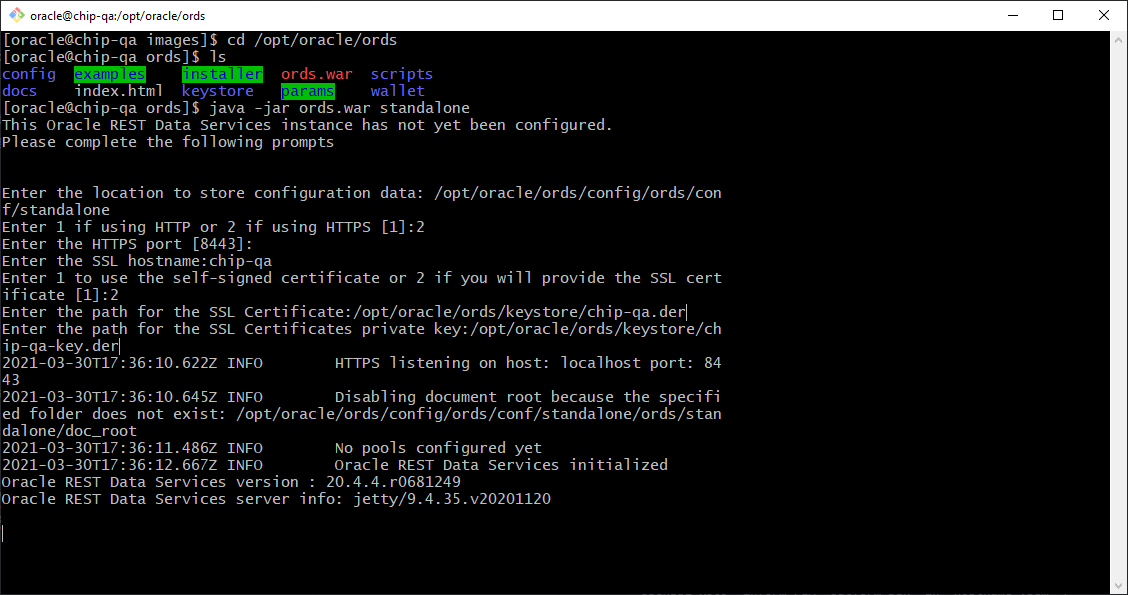 oracle@chip-qa:/opt/oracle/ords
[oracle@chip-qa images]$ cd /opt/oracle/ords
[oracle@chip-qa ords]$ ls
config  examples    installer  ords.war  scripts
docs    index.html  keystore   params    wallet
[oracle@chip-qa ords]$ java -jar ords.war standalone
This Oracle REST Data Services instance has not yet been configured.
Please complete the following prompts
Enter the location to store configuration data: /opt/oracle/ords/config/ords/con
f/standalone
Enter 1 if using HTTP or 2 if using HTTPS [1]:2
Enter the HTTPS port [8443]:
Enter the SSL hostname:chip-qa
Enter 1 to use the self-signed certificate or 2 if you will provide the SSL cert
ificate [1]:2
Enter the path for the SSL Certificate:/opt/oracle/ords/keystore/chip-qa.der
Enter the path for the SSL Certificates private key:/opt/oracle/ords/keystore/ch
ip-qa-key.der
2021-03-30T17:36:10.622Z INFO        HTTPS listening on host: localhost port: 84
43
2021-03-30T17:36:10.645Z INFO        Disabling document root because the specifi
ed folder does not exist: /opt/oracle/ords/config/ords/conf/standalone/ords/stan
dalone/doc_root
2021-03-30T17:36:11.486Z INFO        No pools configured yet
2021-03-30T17:36:12.667Z INFO        Oracle REST Data Services initialized
Oracle REST Data Services version : 20.4.4.r0681249
Oracle REST Data Services server info: jetty/9.4.35.v20201120